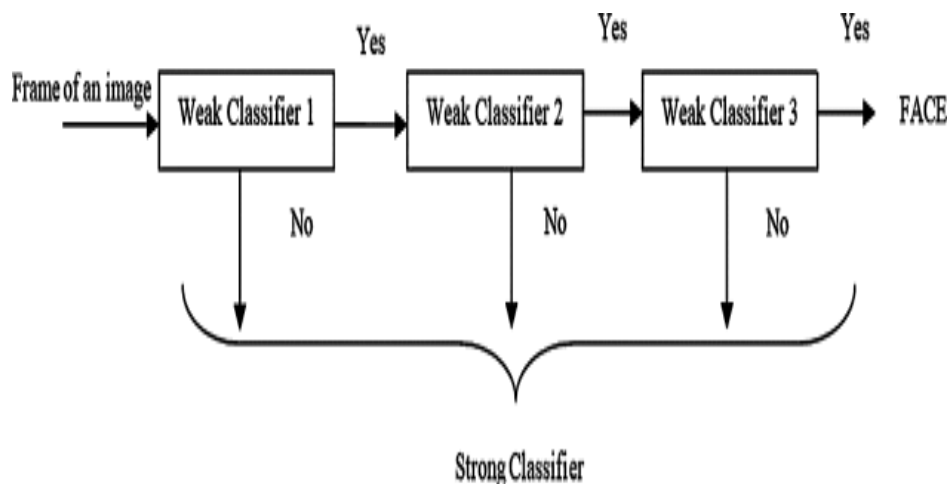 Yes
Yes
Yes
Frame of an image
Weak Classifier 1
Weak Classifier 2
Weak Classifier 3
FACE
No
No
No
Strong Classifier